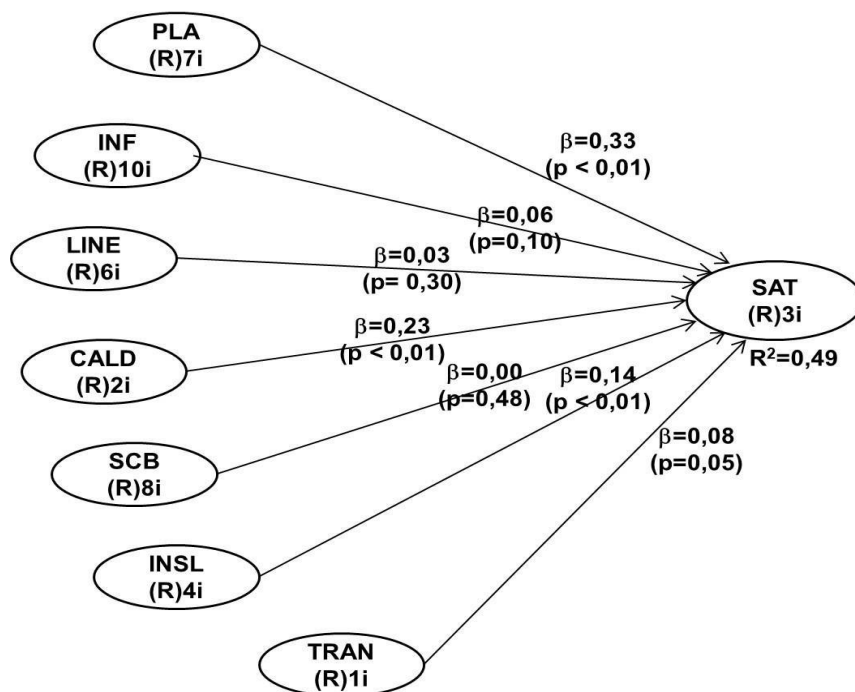 PLA
(R)7i
β=0,33
(p < 0,01)
INF
(R)10i
β=0,06
(p=0,10)
LINE
(R)6i
β=0,03
(p= 0,30)
SAT
(R)3i
R²=0,49
CALD
(R)2i
β=0,23
(p < 0,01)
SCB
(R)8i
β=0,00
(p=0,48)
INSL
(R)4i
β=0,14
(p < 0,01)
TRAN
(R)1i
β=0,08
(p=0,05)